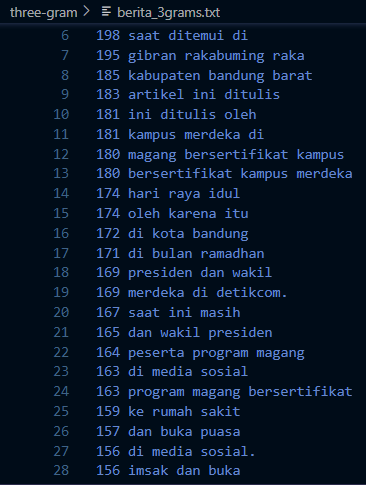 three-gram > berita_3grams.txt
6 198 saat ditemui di
7 195 gibran rakabuming raka
8 185 kabupaten bandung barat
9 183 artikel ini ditulis
10 181 ini ditulis oleh
11 181 kampus merdeka di
12 180 magang bersertifikat kampus
13 180 bersertifikat kampus merdeka
14 174 hari raya idul
15 174 oleh karena itu
16 172 di kota bandung
17 171 di bulan ramadhan
18 169 presiden dan wakil
19 169 merdeka di detikcom.
20 167 saat ini masih
21 165 dan wakil presiden
22 164 peserta program magang
23 163 di media sosial
24 163 program magang bersertifikat
25 159 ke rumah sakit
26 157 dan buka puasa
27 156 di media sosial.
28 156 imsak dan buka